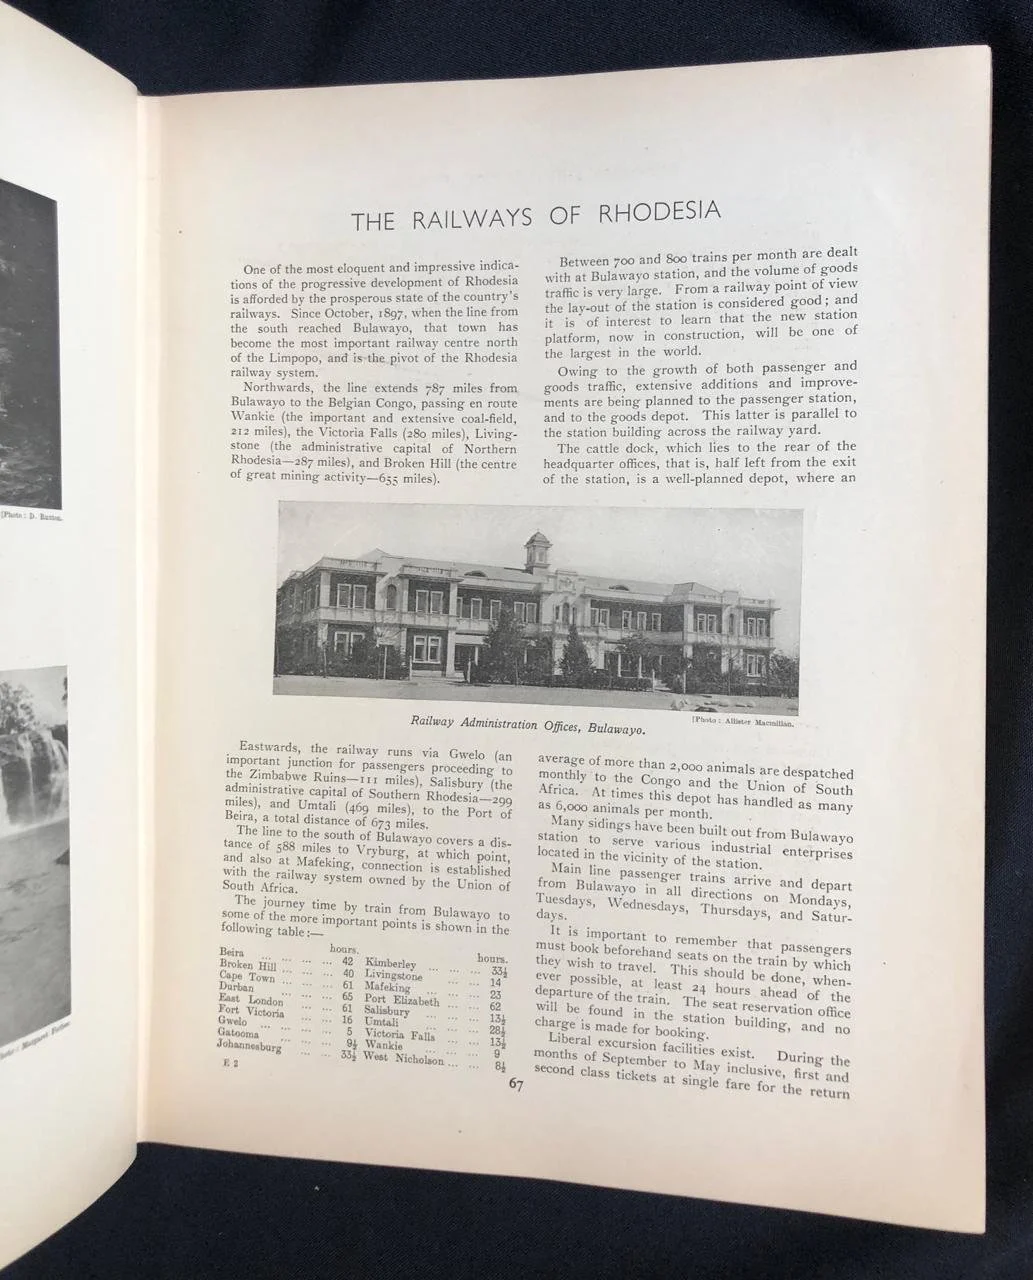 [Photo : D. Buxton.
THE RAILWAYS OF RHODESIA
One of the most eloquent and impressive indica-
tions of the progressive development of Rhodesia
is afforded by the prosperous state of the country's
railways. Since October, 1897, when the line from
the south reached Bulawayo, that town has
become the most important railway centre north
of the Limpopo, and is the pivot of the Rhodesia
railway system.
Northwards, the line extends 787 miles from
Bulawayo to the Belgian Congo, passing en route
Wankie (the important and extensive coal-field,
212 miles), the Victoria Falls (280 miles), Living-
stone (the administrative capital of Northern
Rhodesia—287 miles), and Broken Hill (the centre
of great mining activity—655 miles).
Between 700 and 800 trains per month are dealt
with at Bulawayo station, and the volume of goods
traffic is very large. From a railway point of view
the lay-out of the station is considered good; and
it is of interest to learn that the new station
platform, now in construction, will be one of
the largest in the world.
Owing to the growth of both passenger and
goods traffic, extensive additions and improve-
ments are being planned to the passenger station,
and to the goods depot. This latter is parallel to
the station building across the railway yard.
The cattle dock, which lies to the rear of the
headquarter offices, that is, half left from the exit
of the station, is a well-planned depot, where an
Railway Administration Offices, Bulawayo.
[Photo : Allister Macmillan.
Eastwards, the railway runs via Gwelo (an
important junction for passengers proceeding to
the Zimbabwe Ruins—111 miles), Salisbury (the
administrative capital of Southern Rhodesia—299
miles), and Umtali (469 miles), to the Port of
Beira, a total distance of 673 miles.
The line to the south of Bulawayo covers a dis-
tance of 588 miles to Vryburg, at which point,
and also at Mafeking, connection is established
with the railway system owned by the Union of
South Africa.
The journey time by train from Bulawayo to
some of the more important points is shown in the
following table :—
hours. hours.
Beira ... ... ... 42 Kimberley ... ... ... 33½
Broken Hill ... ... ... 40 Livingstone ... ... 14
Cape Town ... ... ... 61 Mafeking ... ... ... 23
Durban ... ... ... 65 Port Elizabeth ... ... 62
East London ... ... 61 Salisbury ... ... ... 13½
Fort Victoria ... ... 16 Umtali ... ... ... 28½
Gwelo ... ... ... 5 Victoria Falls ... ... 13½
Gatooma ... ... ... 9½ Wankie ... ... ... 9
Johannesburg ... ... 33½ West Nicholson ... ... 8½
E 2
average of more than 2,000 animals are despatched
monthly to the Congo and the Union of South
Africa. At times this depot has handled as many
as 6,000 animals per month.
Many sidings have been built out from Bulawayo
station to serve various industrial enterprises
located in the vicinity of the station.
Main line passenger trains arrive and depart
from Bulawayo in all directions on Mondays,
Tuesdays, Wednesdays, Thursdays, and Satur-
days.
It is important to remember that passengers
must book beforehand seats on the train by which
they wish to travel. This should be done, when-
ever possible, at least 24 hours ahead of the
departure of the train. The seat reservation office
will be found in the station building, and no
charge is made for booking.
Liberal excursion facilities exist. During the
months of September to May inclusive, first and
second class tickets at single fare for the return
67